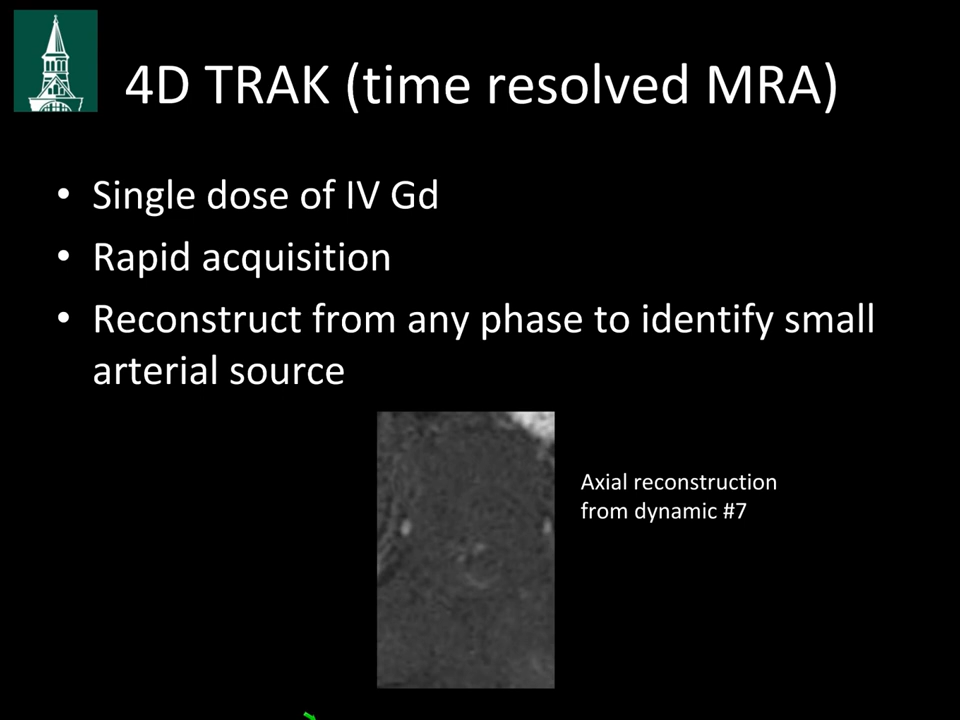 4D TRAK (time resolved MRA)
• Single dose of IV Gd
• Rapid acquisition
• Reconstruct from any phase to identify small
arterial source
Axial reconstruction
from dynamic #7